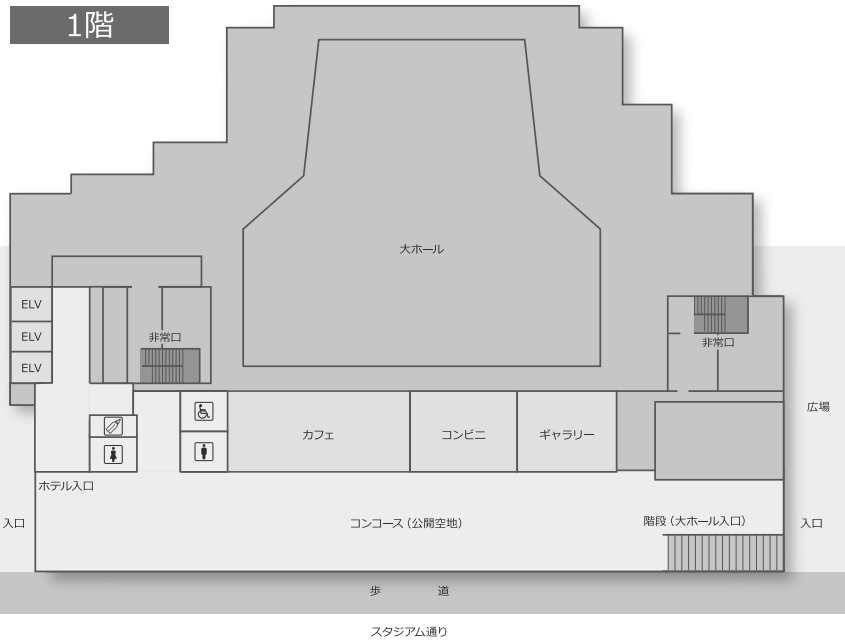 1階
大ホール
ELV
ELV
ELV
非常口
非常口
広場
カフェ
コンビニ
ギャラリー
ホテル入口
入口
コンコース（公開空地）
階段（大ホール入口）
入口
歩　道
スタジアム通り